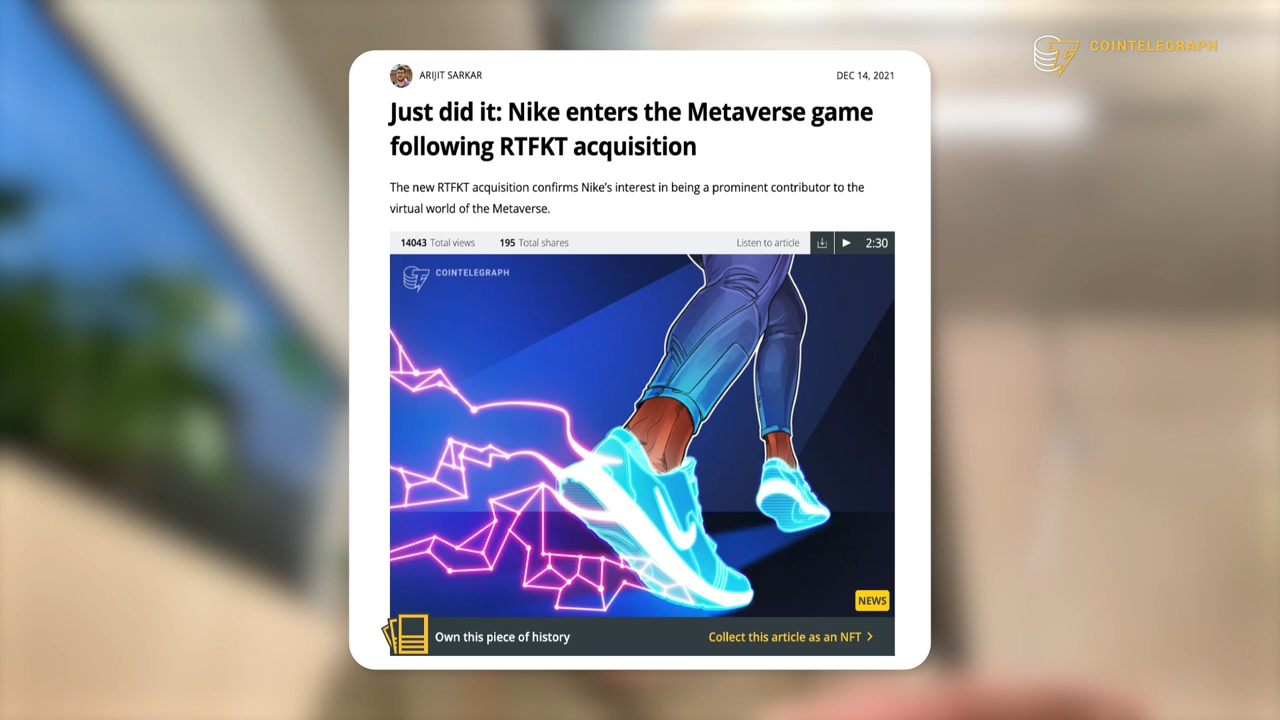 COINTELEGRAPH
ARIJIT SARKAR
DEC 14, 2021
Just did it: Nike enters the Metaverse game
following RTFKT acquisition
The new RTFKT acquisition confirms Nike's interest in being a prominent contributor to the
virtual world of the Metaverse.
14043 Total views 195 Total shares Listen to article 2:30
COINTELEGRAPH
NEWS
Own this piece of history
Collect this article as an NFT